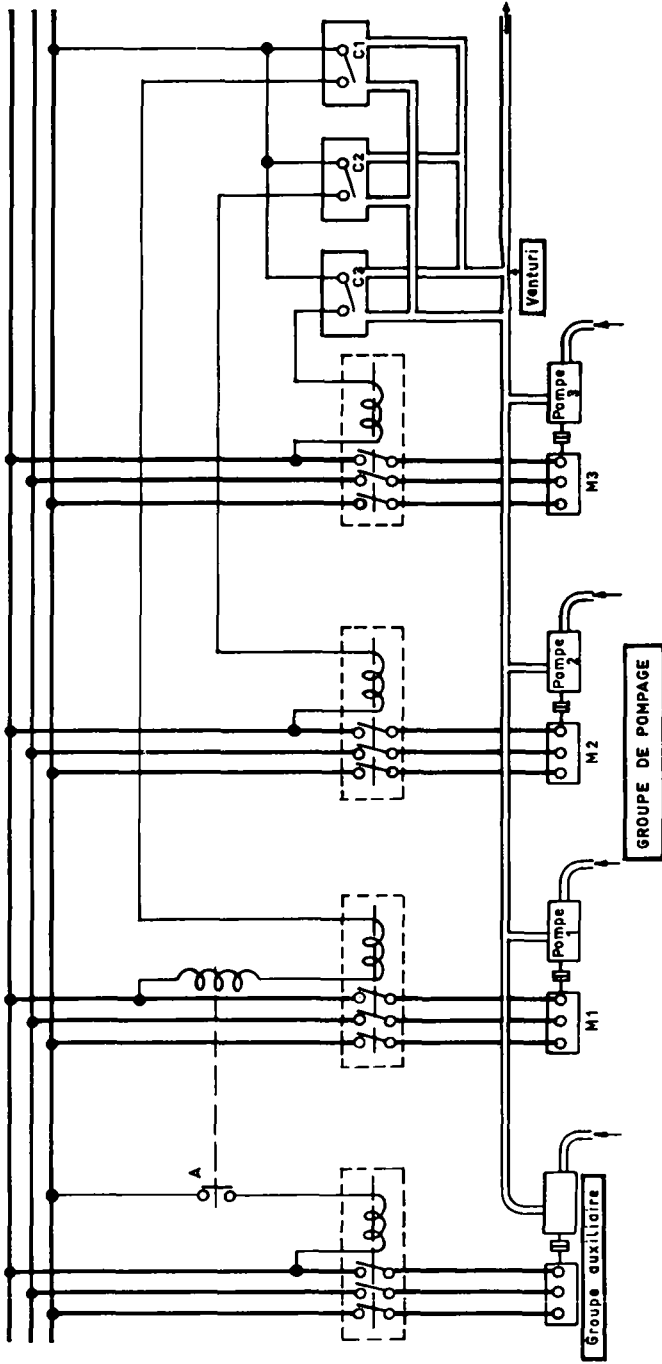 C1
C2
C3
Venturi
A
Pompe
3
M3
Pompe
2
M2
Pompe
1
M1
Groupe auxiliaire
GROUPE DE POMPAGE